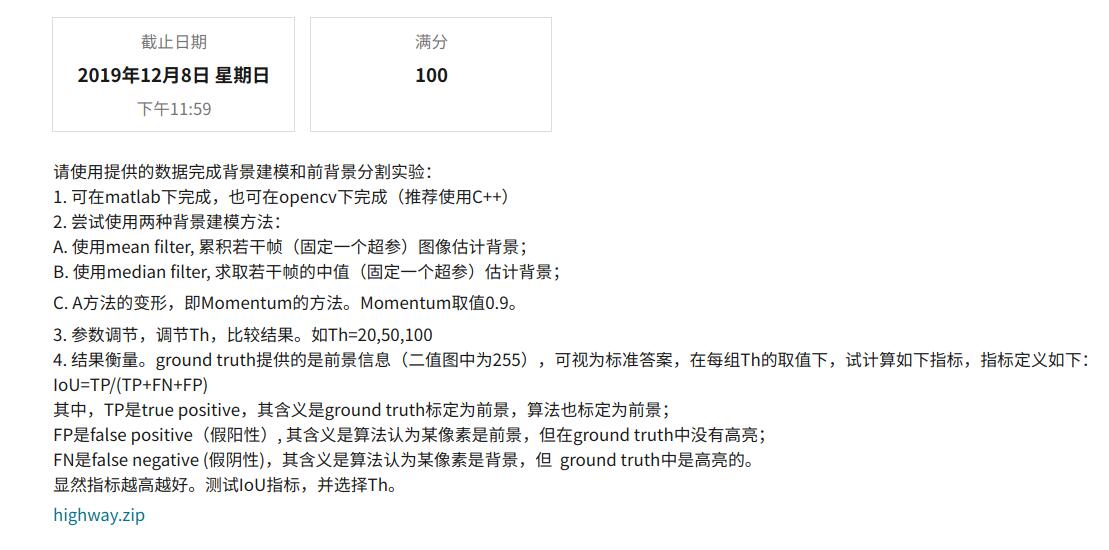 截止日期
2019年12月8日 星期日
下午11:59
满分
100
请使用提供的数据完成背景建模和前背景分割实验：
1. 可在matlab下完成，也可在opencv下完成（推荐使用C++）
2. 尝试使用两种背景建模方法：
A. 使用mean filter, 累积若干帧（固定一个超参）图像估计背景；
B. 使用median filter, 求取若干帧的中值（固定一个超参）估计背景；
C. A方法的变形，即Momentum的方法。Momentum取值0.9。
3. 参数调节，调节Th，比较结果。如Th=20,50,100
4. 结果衡量。ground truth提供的是前景信息（二值图中为255），可视为标准答案，在每组Th的取值下，试计算如下指标，指标定义如下：
IoU=TP/(TP+FN+FP)
其中，TP是true positive，其含义是ground truth标定为前景，算法也标定为前景；
FP是false positive（假阳性）, 其含义是算法认为某像素是前景，但在ground truth中没有高亮；
FN是false negative (假阴性)，其含义是算法认为某像素是背景，但 ground truth中是高亮的。
显然指标越高越好。测试IoU指标，并选择Th。
highway.zip